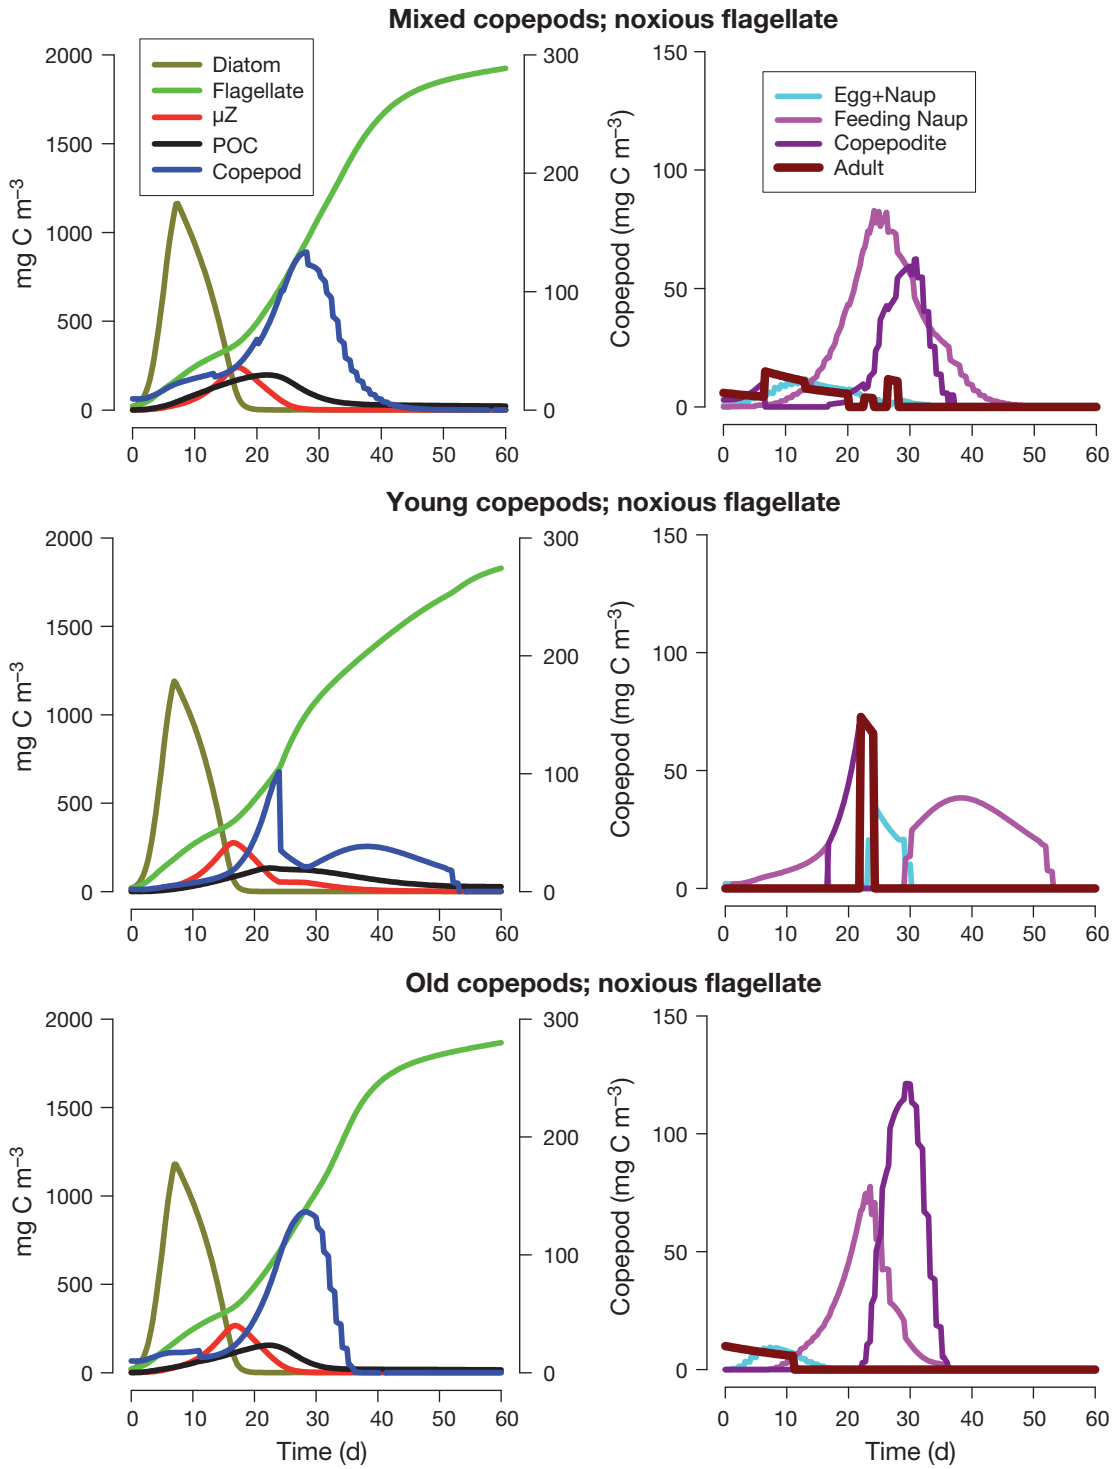 Mixed copepods; noxious flagellate
mg C m–3
2000
1500
1000
500
0
Diatom
Flagellate
µZ
POC
Copepod
300
200
100
0
0 10 20 30 40 50 60
Copepod (mg C m–3)
150
100
50
0
Egg+Naup
Feeding Naup
Copepodite
Adult
0 10 20 30 40 50 60
Young copepods; noxious flagellate
mg C m–3
2000
1500
1000
500
0
300
200
100
0
0 10 20 30 40 50 60
Copepod (mg C m–3)
150
100
50
0
0 10 20 30 40 50 60
Old copepods; noxious flagellate
mg C m–3
2000
1500
1000
500
0
300
200
100
0
0 10 20 30 40 50 60
Time (d)
Copepod (mg C m–3)
150
100
50
0
0 10 20 30 40 50 60
Time (d)